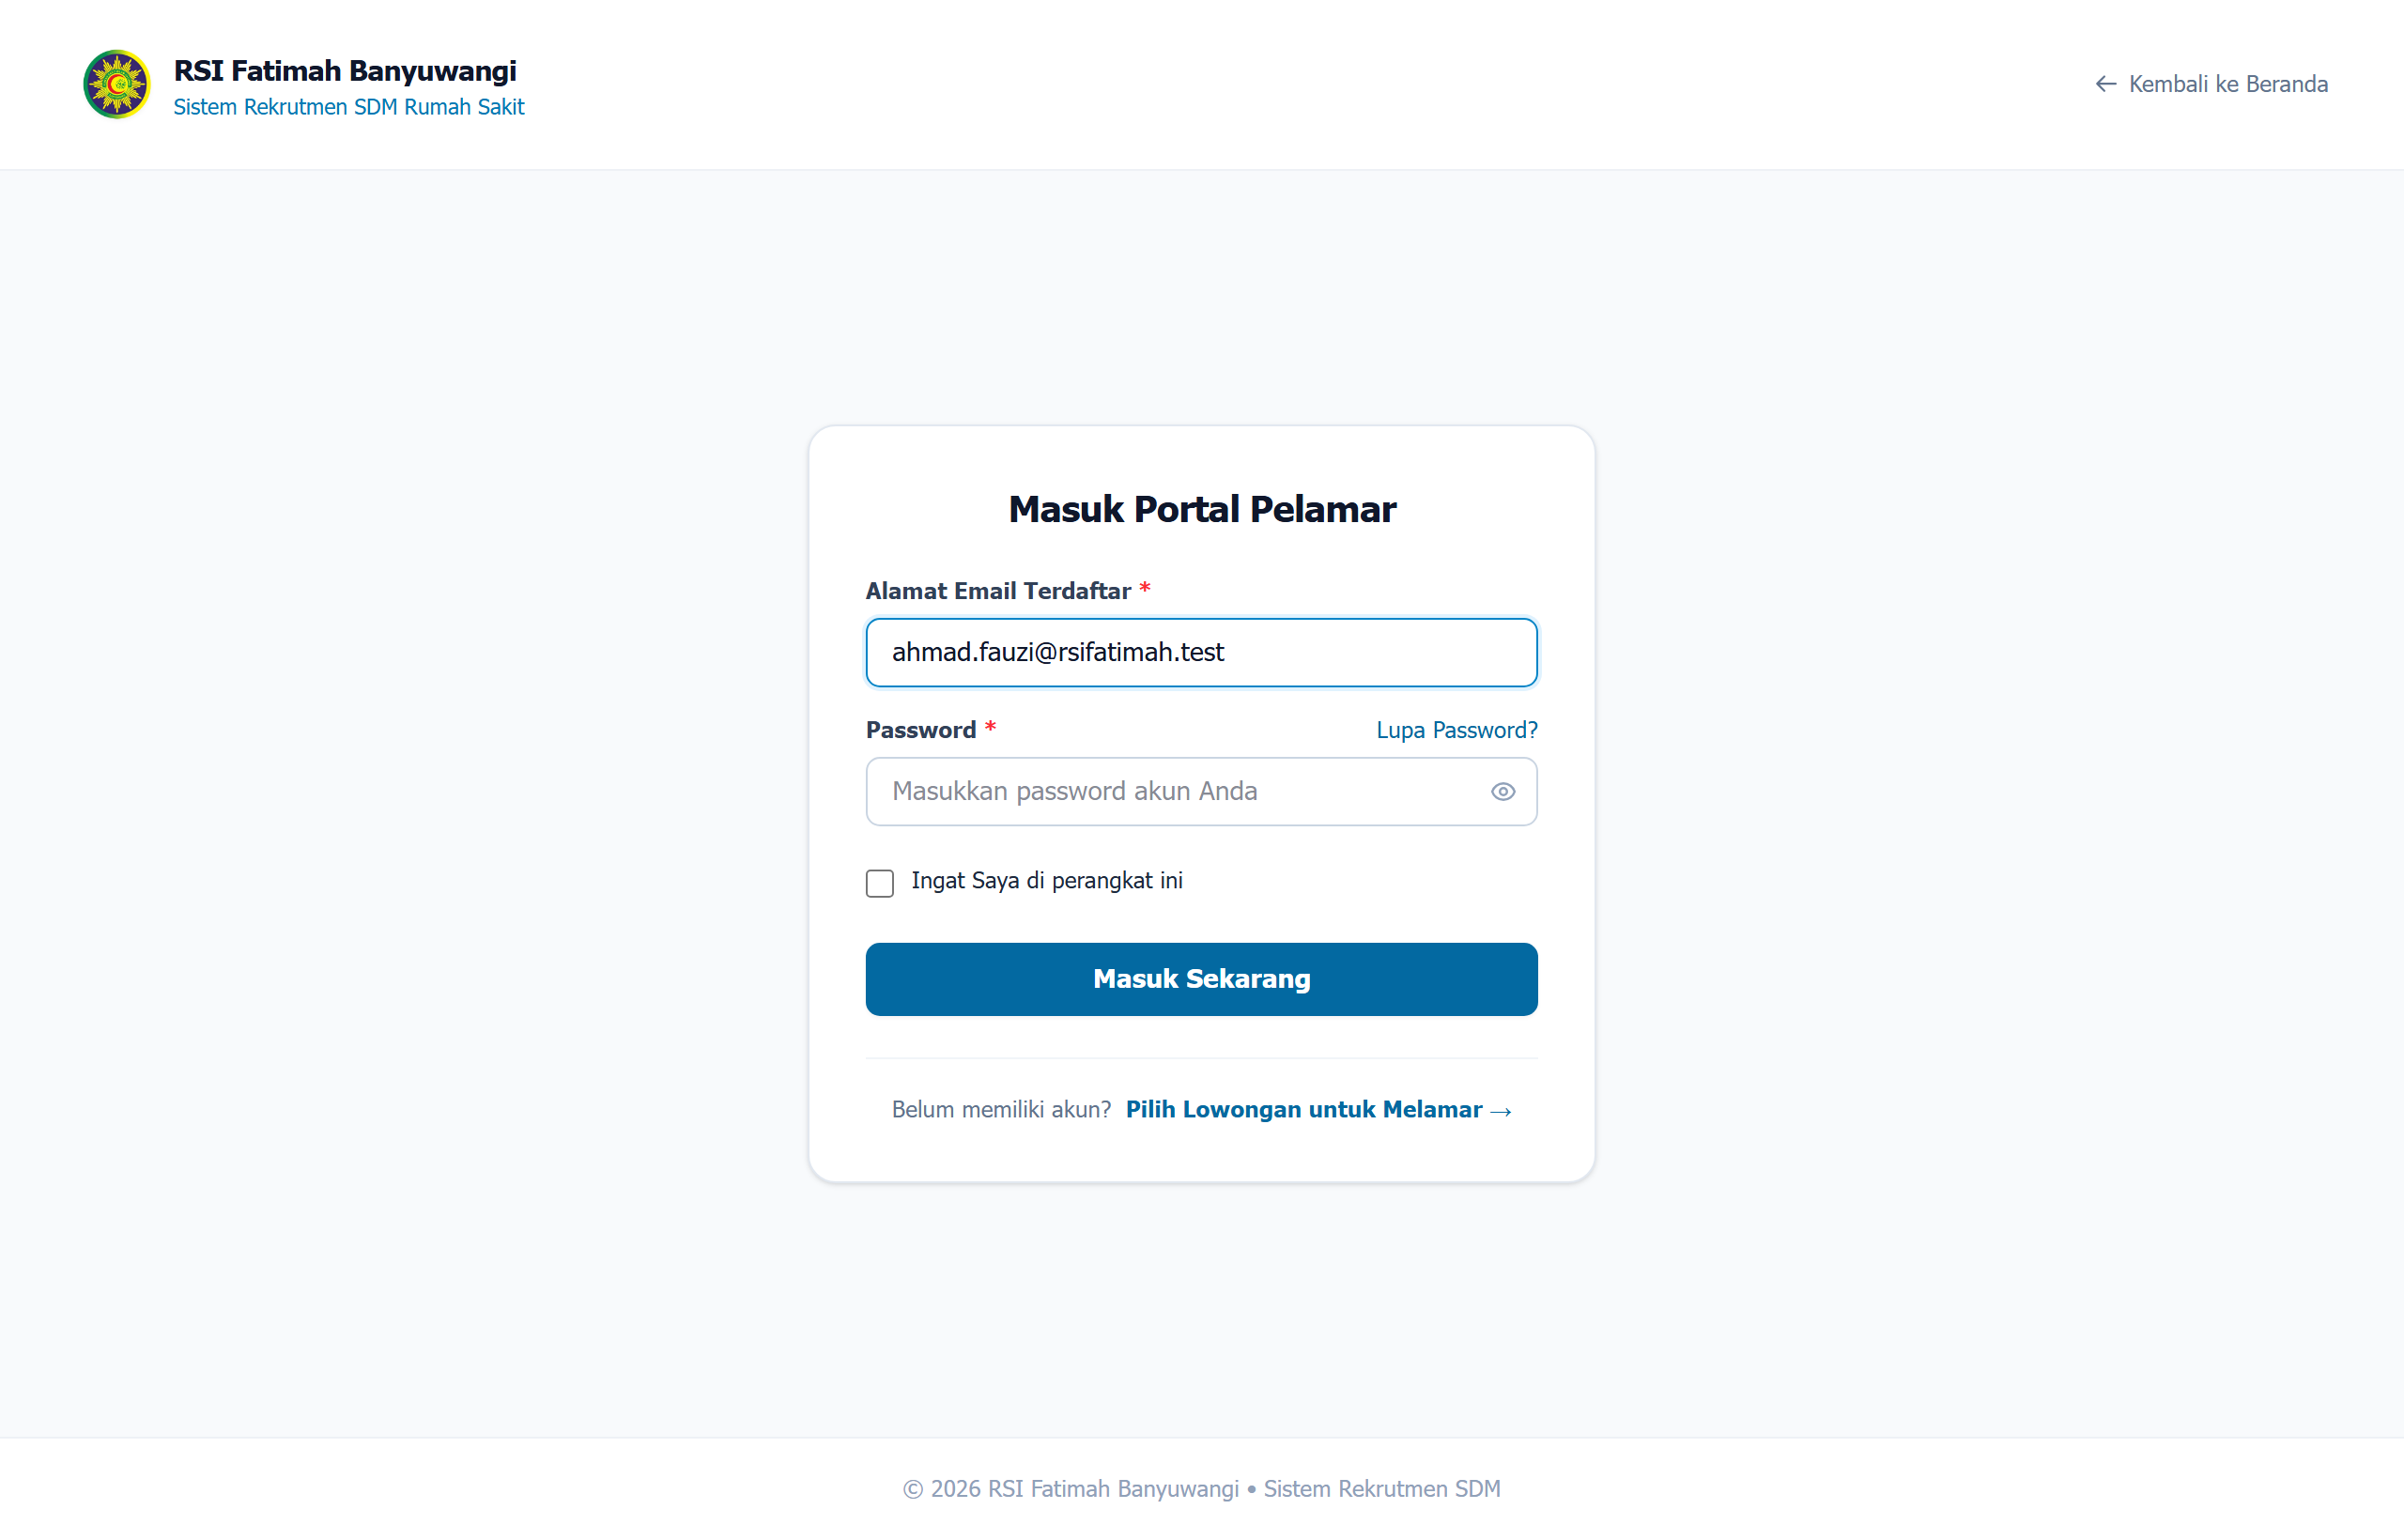 RSI Fatimah Banyuwangi
Sistem Rekrutmen SDM Rumah Sakit
← Kembali ke Beranda
Masuk Portal Pelamar
Alamat Email Terdaftar *
ahmad.fauzi@rsifatimah.test
Password *
Lupa Password?
Masukkan password akun Anda
Ingat Saya di perangkat ini
Masuk Sekarang
Belum memiliki akun? Pilih Lowongan untuk Melamar →
© 2026 RSI Fatimah Banyuwangi • Sistem Rekrutmen SDM